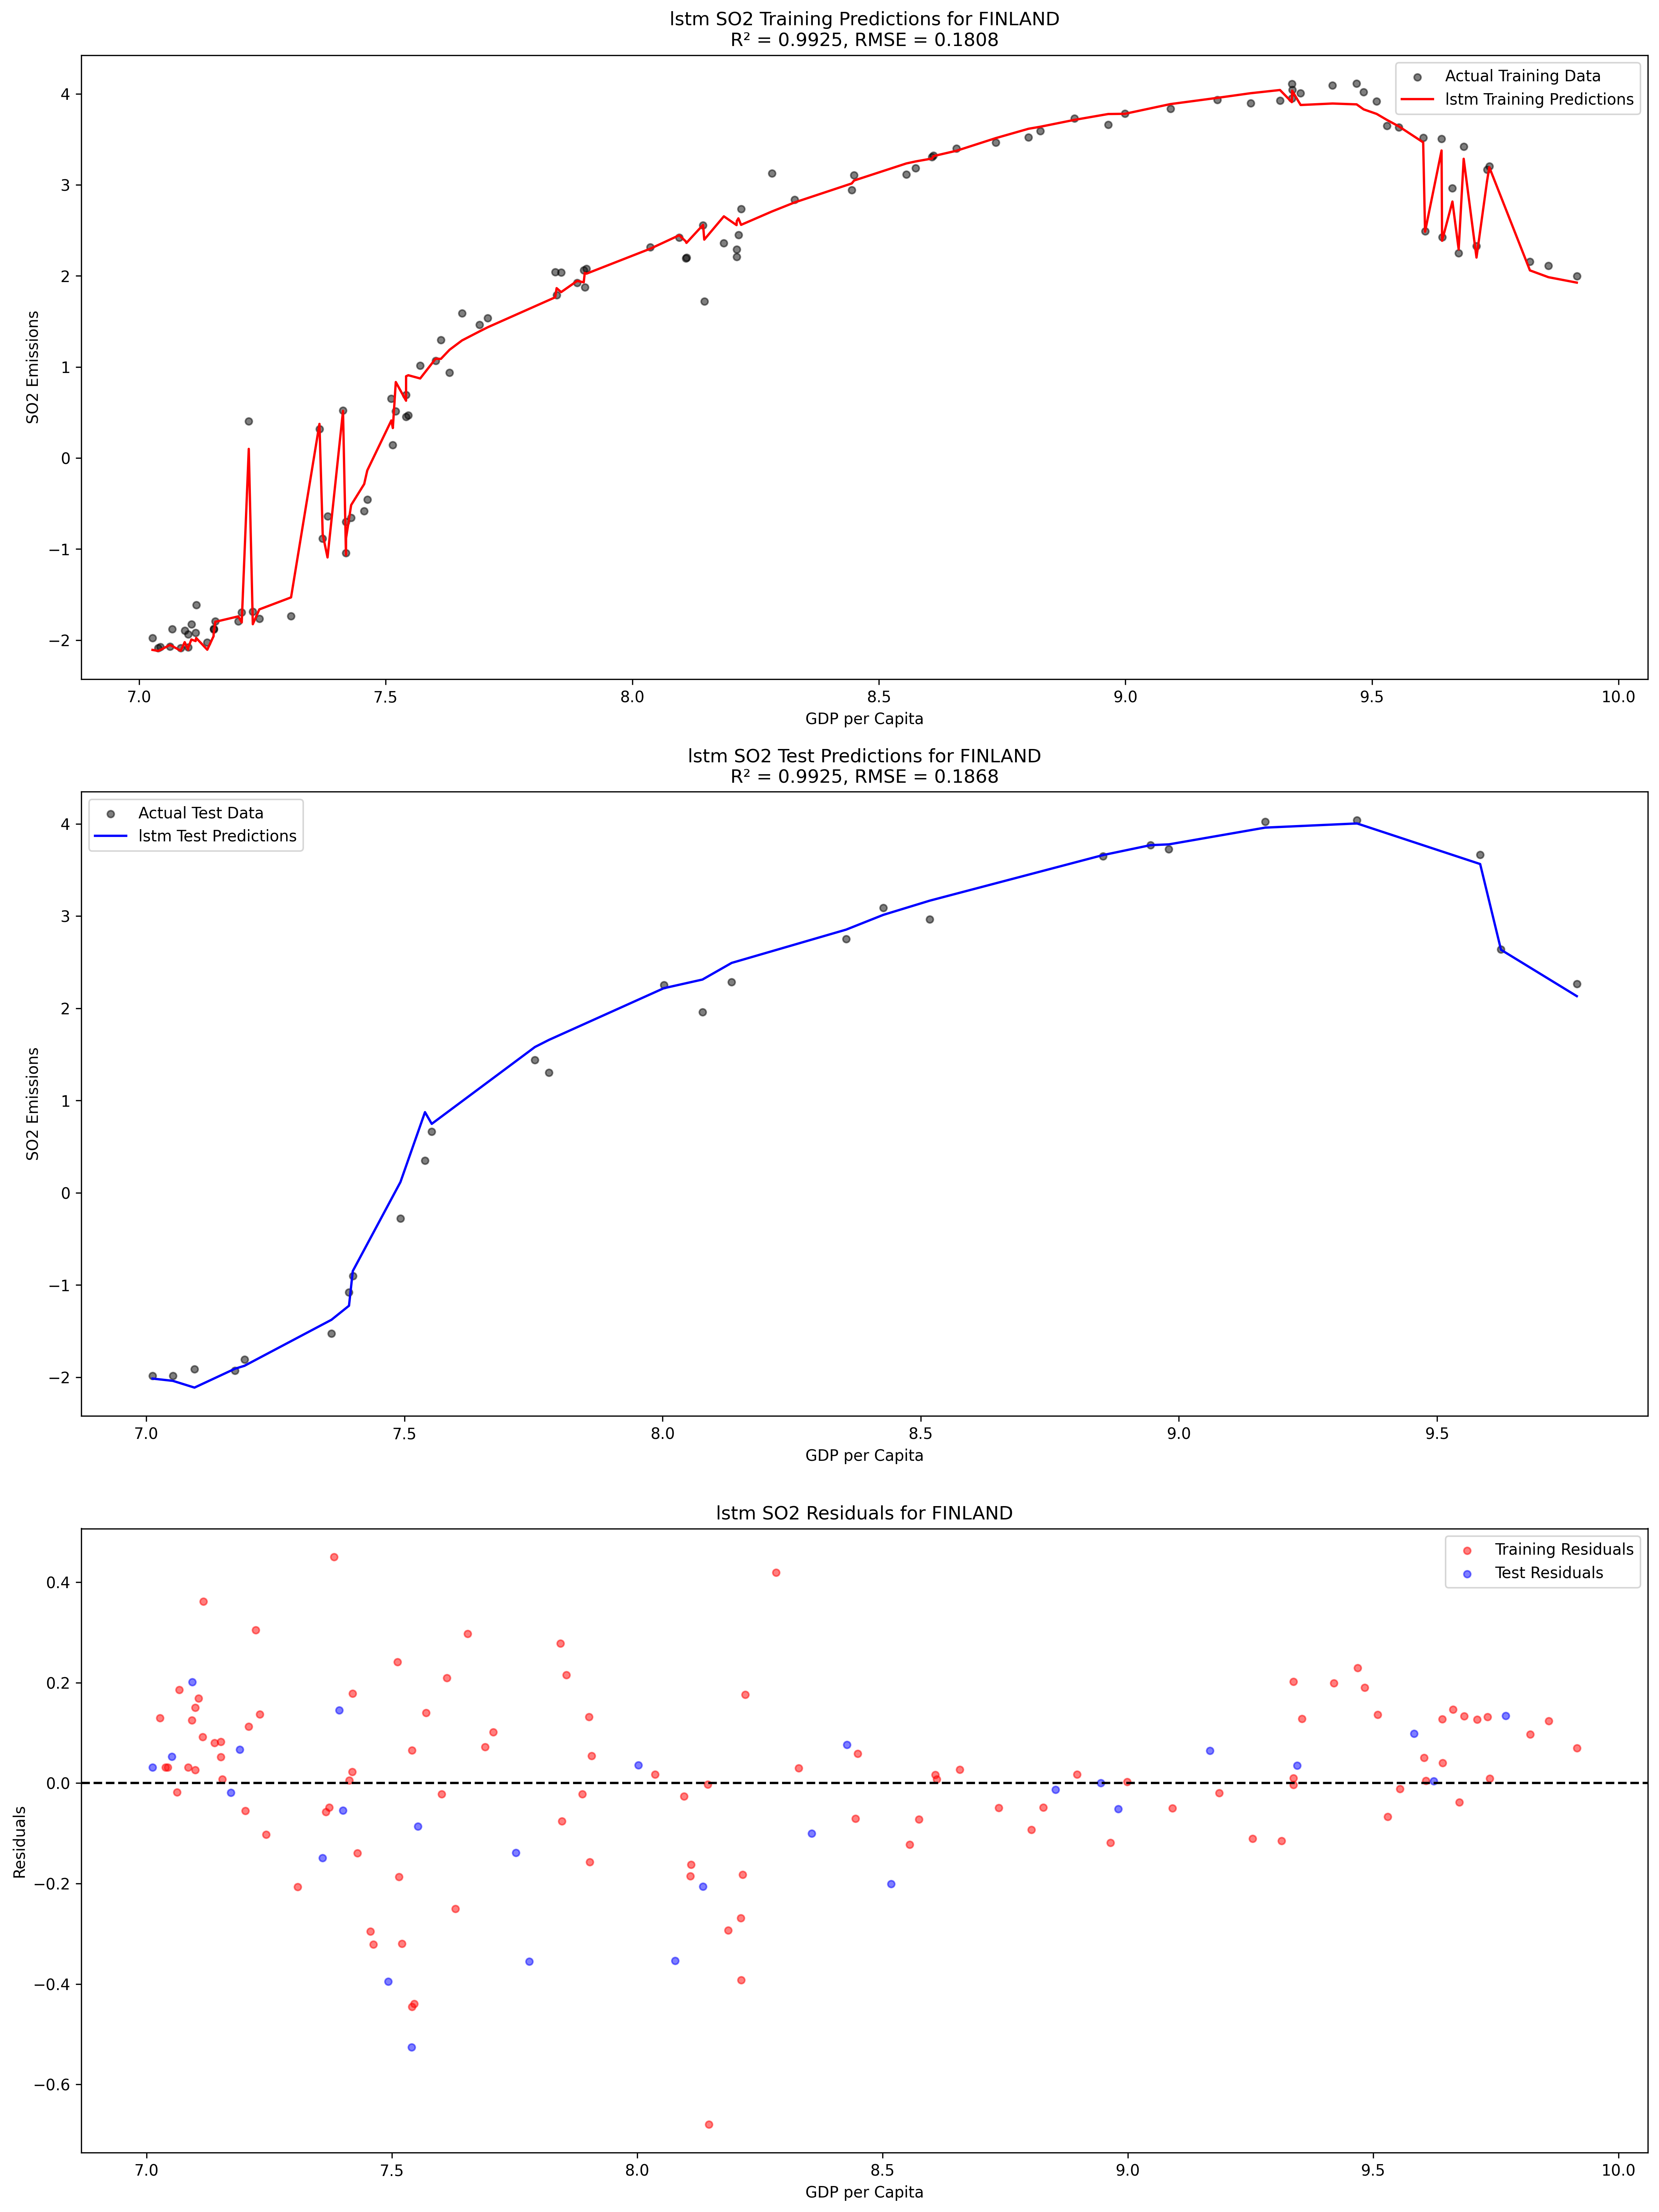 lstm SO2 Training Predictions for FINLAND
R² = 0.9925, RMSE = 0.1808
Actual Training Data
lstm Training Predictions
SO2 Emissions
4
3
2
1
0
−1
−2
7.0 7.5 8.0 8.5 9.0 9.5 10.0
GDP per Capita
lstm SO2 Test Predictions for FINLAND
R² = 0.9925, RMSE = 0.1868
Actual Test Data
lstm Test Predictions
SO2 Emissions
4
3
2
1
0
−1
−2
7.0 7.5 8.0 8.5 9.0 9.5
GDP per Capita
lstm SO2 Residuals for FINLAND
Training Residuals
Test Residuals
Residuals
0.4
0.2
0.0
−0.2
−0.4
−0.6
7.0 7.5 8.0 8.5 9.0 9.5 10.0
GDP per Capita